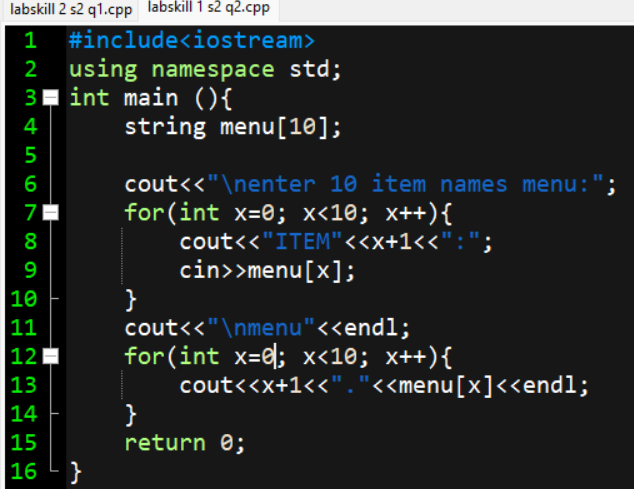 labskill 2 s2 q1.cpp labskill 1 s2 q2.cpp
1 #include<iostream>
2 using namespace std;
3 int main (){
4 string menu[10];
5
6 cout<<"\nenter 10 item names menu:";
7 for(int x=0; x<10; x++){
8 cout<<"ITEM"<<x+1<<":";
9 cin>>menu[x];
10 }
11 cout<<"\nmenu"<<endl;
12 for(int x=0; x<10; x++){
13 cout<<x+1<<"."<<menu[x]<<endl;
14 }
15 return 0;
16 }